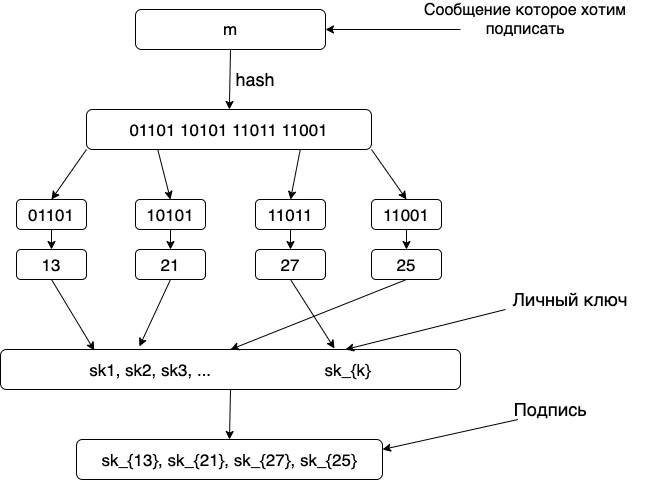 Сообщение которое хотим
подписать
m
hash
01101 10101 11011 11001
01101 10101 11011 11001
13 21 27 25
Личный ключ
sk1, sk2, sk3, ... sk_{k}
Подпись
sk_{13}, sk_{21}, sk_{27}, sk_{25}